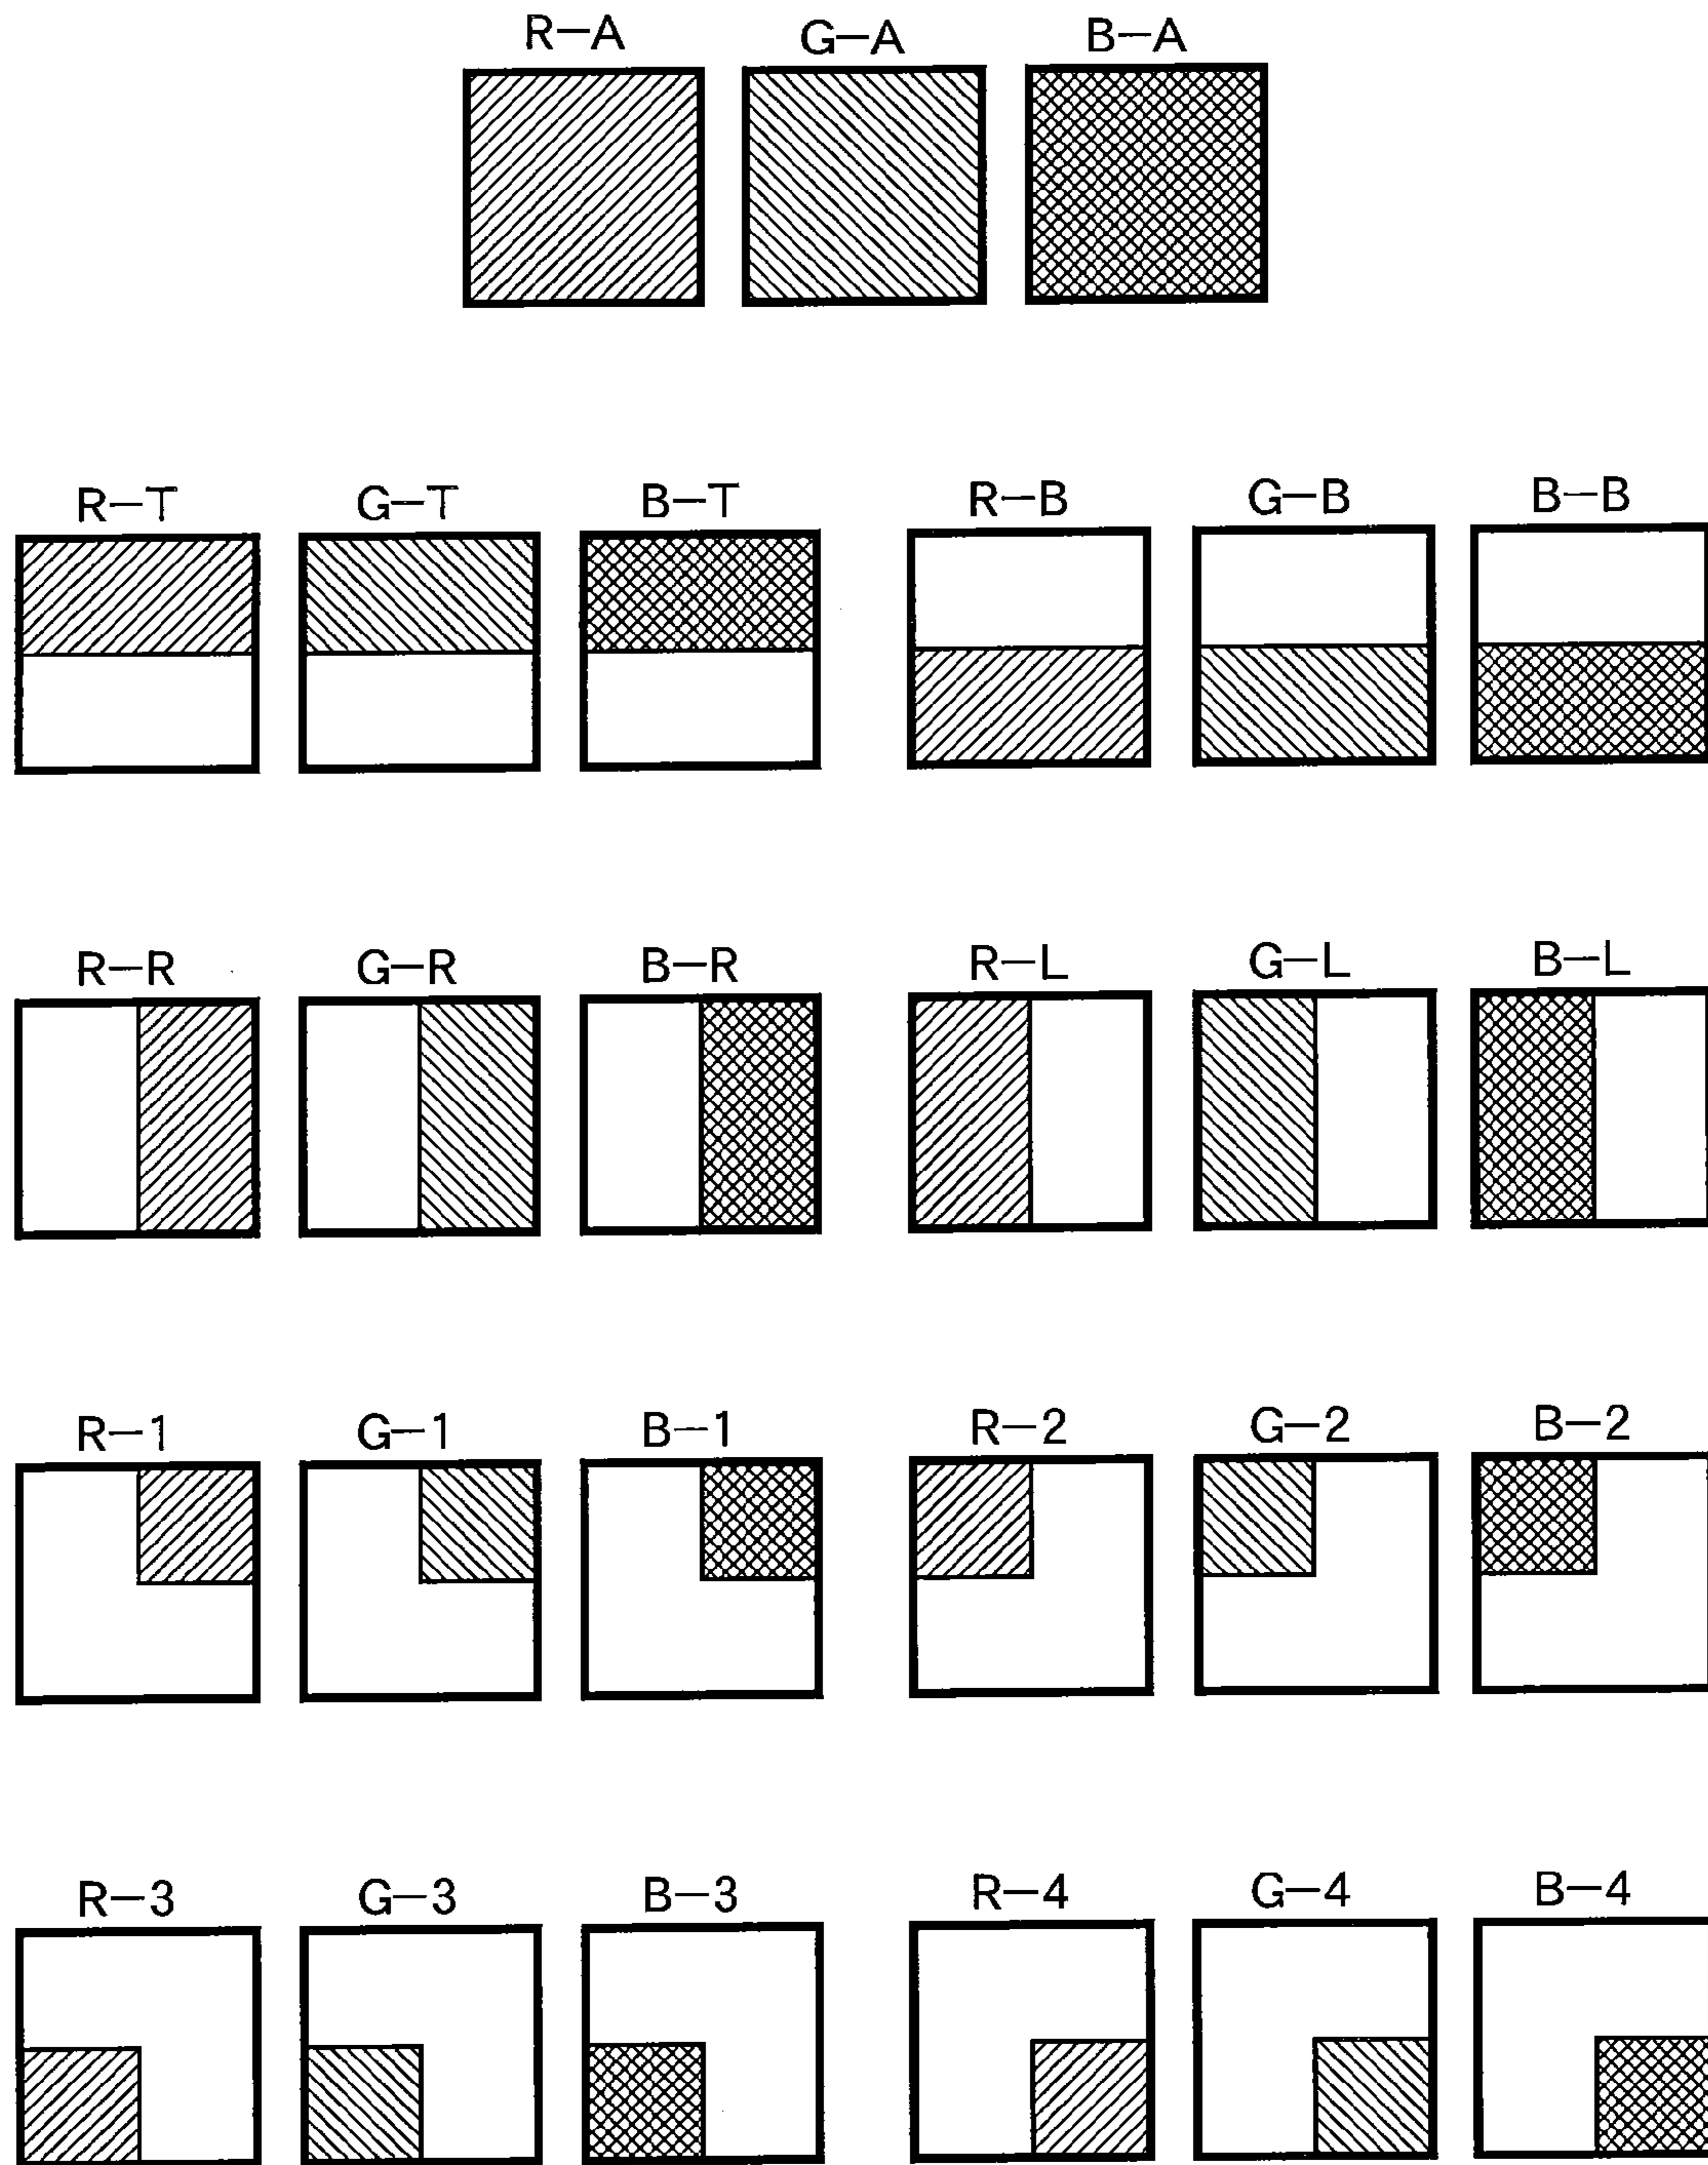 R—A G—A B—A
R—T G—T B—T R—B G—B B—B
R—R G—R B—R R—L G—L B—L
R—1 G—1 B—1 R—2 G—2 B—2
R—3 G—3 B—3 R—4 G—4 B—4